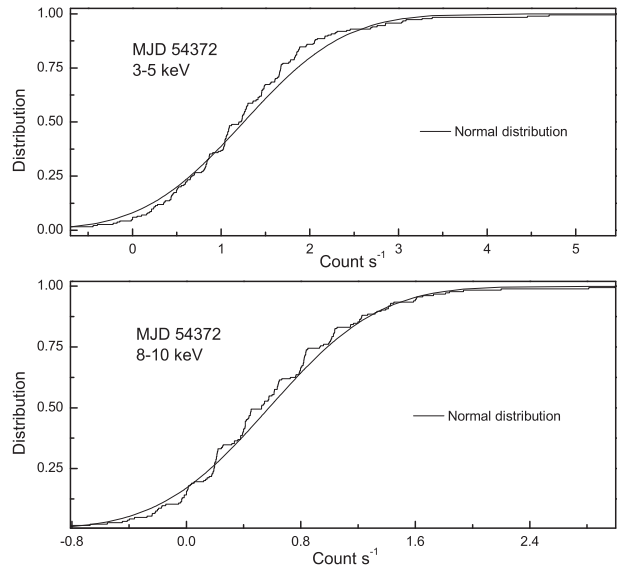 1.00
0.75
0.50
0.25
0.00
Distribution
MJD 54372
3-5 keV
Normal distribution
0 1 2 3 4 5
Count s⁻¹
1.00
0.75
0.50
0.25
Distribution
MJD 54372
8-10 keV
Normal distribution
-0.8 0.0 0.8 1.6 2.4
Count s⁻¹